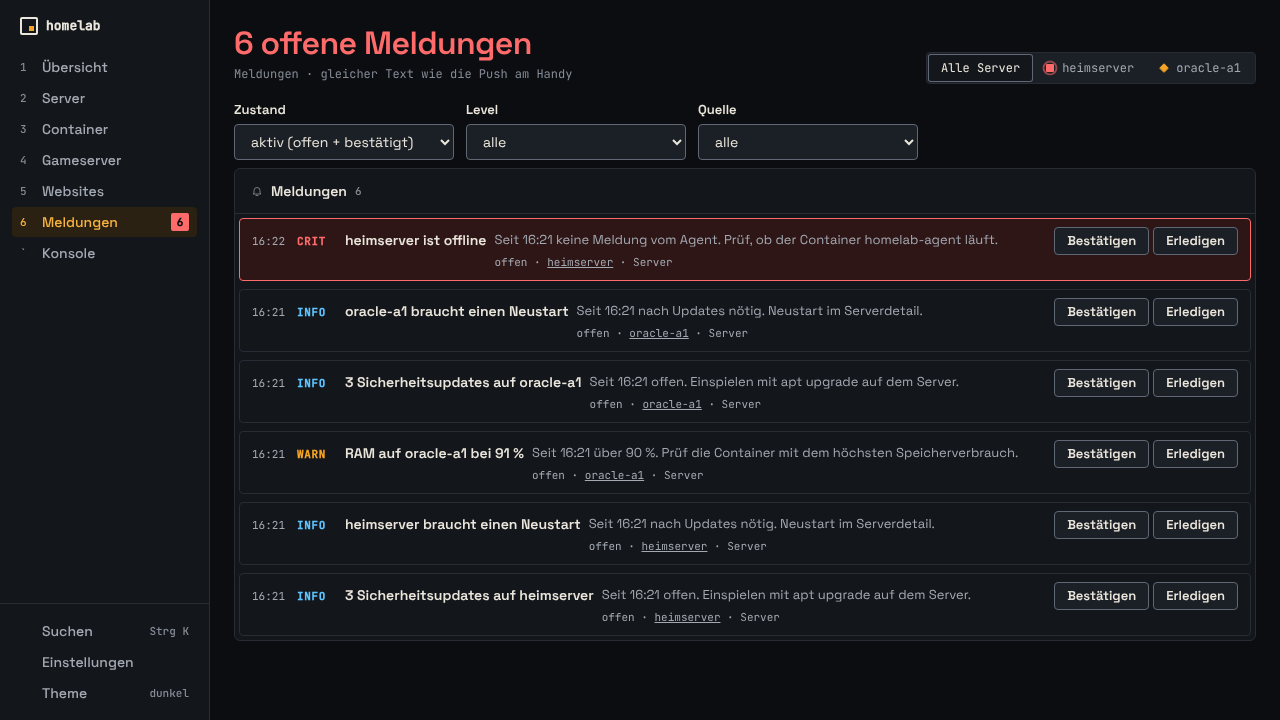 homelab
1 Übersicht
2 Server
3 Container
4 Gameserver
5 Websites
6 Meldungen 6
` Konsole
Suchen Strg K
Einstellungen
Theme dunkel
6 offene Meldungen
Meldungen · gleicher Text wie die Push am Handy
Alle Server heimserver oracle-a1
Zustand Level Quelle
aktiv (offen + bestätigt) alle alle
Meldungen 6
16:22 CRIT heimserver ist offline Seit 16:21 keine Meldung vom Agent. Prüf, ob der Container homelab-agent läuft. Bestätigen Erledigen
offen · heimserver · Server
16:21 INFO oracle-a1 braucht einen Neustart Seit 16:21 nach Updates nötig. Neustart im Serverdetail. Bestätigen Erledigen
offen · oracle-a1 · Server
16:21 INFO 3 Sicherheitsupdates auf oracle-a1 Seit 16:21 offen. Einspielen mit apt upgrade auf dem Server. Bestätigen Erledigen
offen · oracle-a1 · Server
16:21 WARN RAM auf oracle-a1 bei 91 % Seit 16:21 über 90 %. Prüf die Container mit dem höchsten Speicherverbrauch. Bestätigen Erledigen
offen · oracle-a1 · Server
16:21 INFO heimserver braucht einen Neustart Seit 16:21 nach Updates nötig. Neustart im Serverdetail. Bestätigen Erledigen
offen · heimserver · Server
16:21 INFO 3 Sicherheitsupdates auf heimserver Seit 16:21 offen. Einspielen mit apt upgrade auf dem Server. Bestätigen Erledigen
offen · heimserver · Server